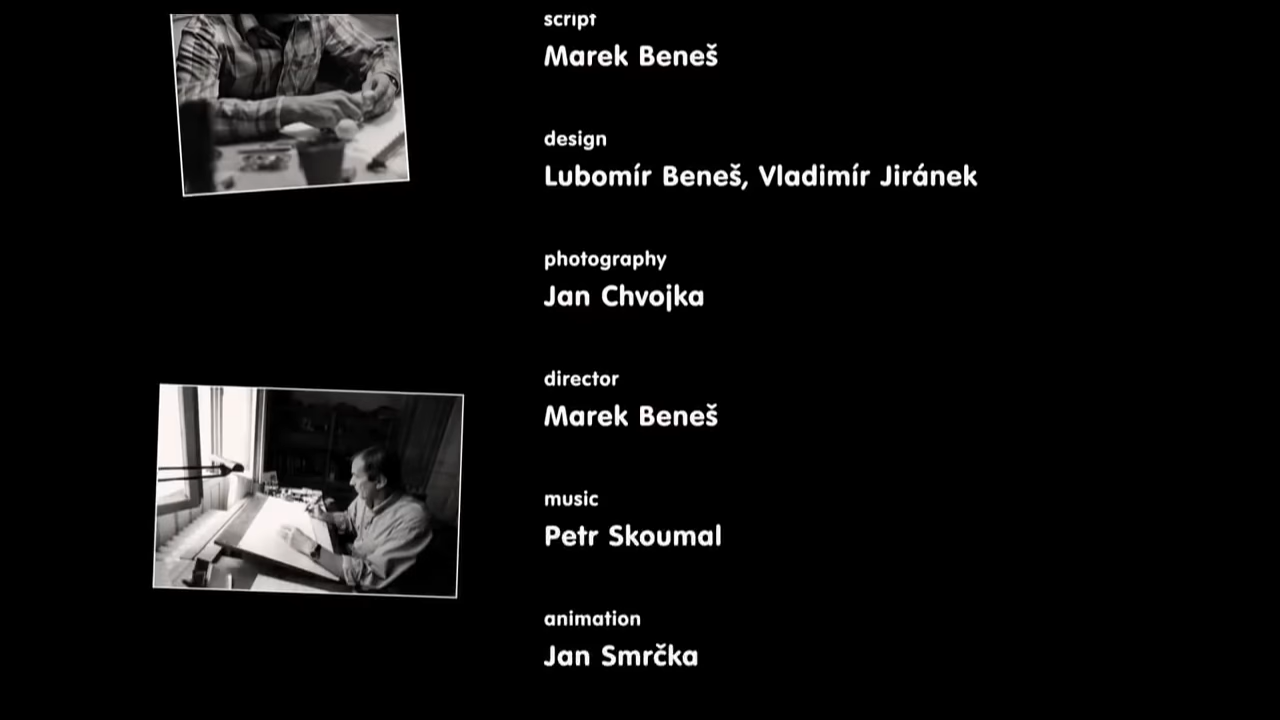 script
Marek Beneš
design
Lubomír Beneš, Vladimír Jiránek
photography
Jan Chvojka
director
Marek Beneš
music
Petr Skoumal
animation
Jan Smrčka